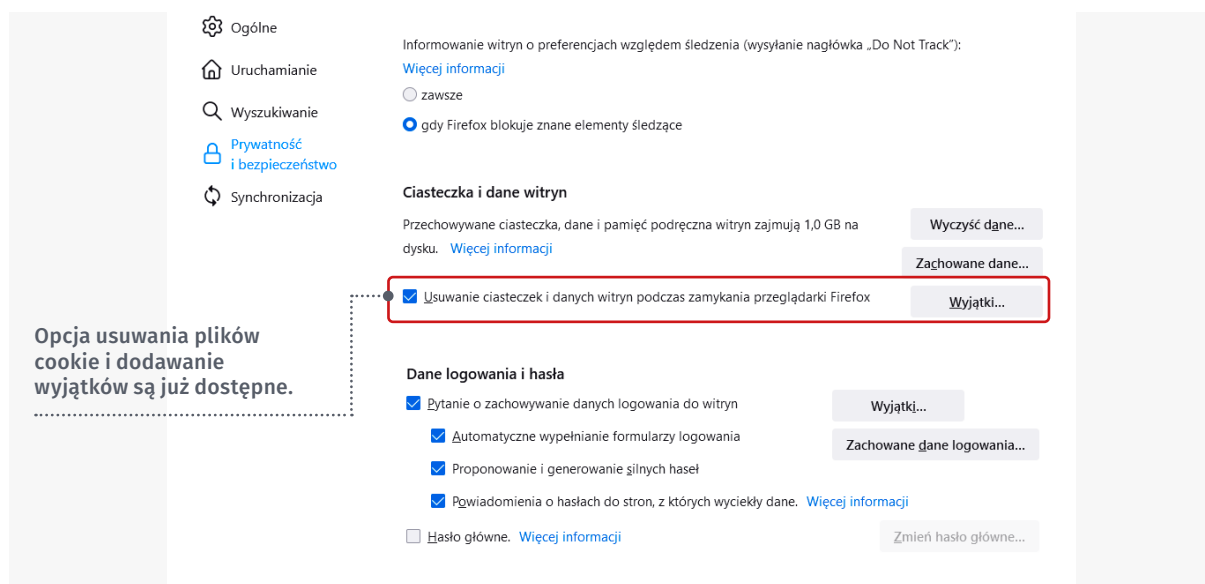 Ogólne
Uruchamianie
Wyszukiwanie
Prywatność
i bezpieczeństwo
Synchronizacja
Informowanie witryn o preferencjach względem śledzenia (wysyłanie nagłówka „Do Not Track”):
Więcej informacji
zawsze
gdy Firefox blokuje znane elementy śledzące
Ciasteczka i dane witryn
Przechowywane ciasteczka, dane i pamięć podręczna witryn zajmują 1,0 GB na
dysku. Więcej informacji
Wyczyść dane...
Zachowane dane...
Usuwanie ciasteczek i danych witryn podczas zamykania przeglądarki Firefox
Wyjątki...
Opcja usuwania plików
cookie i dodawanie
wyjątków są już dostępne.
Dane logowania i hasła
Pytanie o zachowywanie danych logowania do witryn
Wyjątki...
Automatyczne wypełnianie formularzy logowania
Zachowane dane logowania...
Proponowanie i generowanie silnych haseł
Powiadomienia o hasłach do stron, z których wyciekły dane. Więcej informacji
Hasło główne. Więcej informacji
Zmień hasło główne...